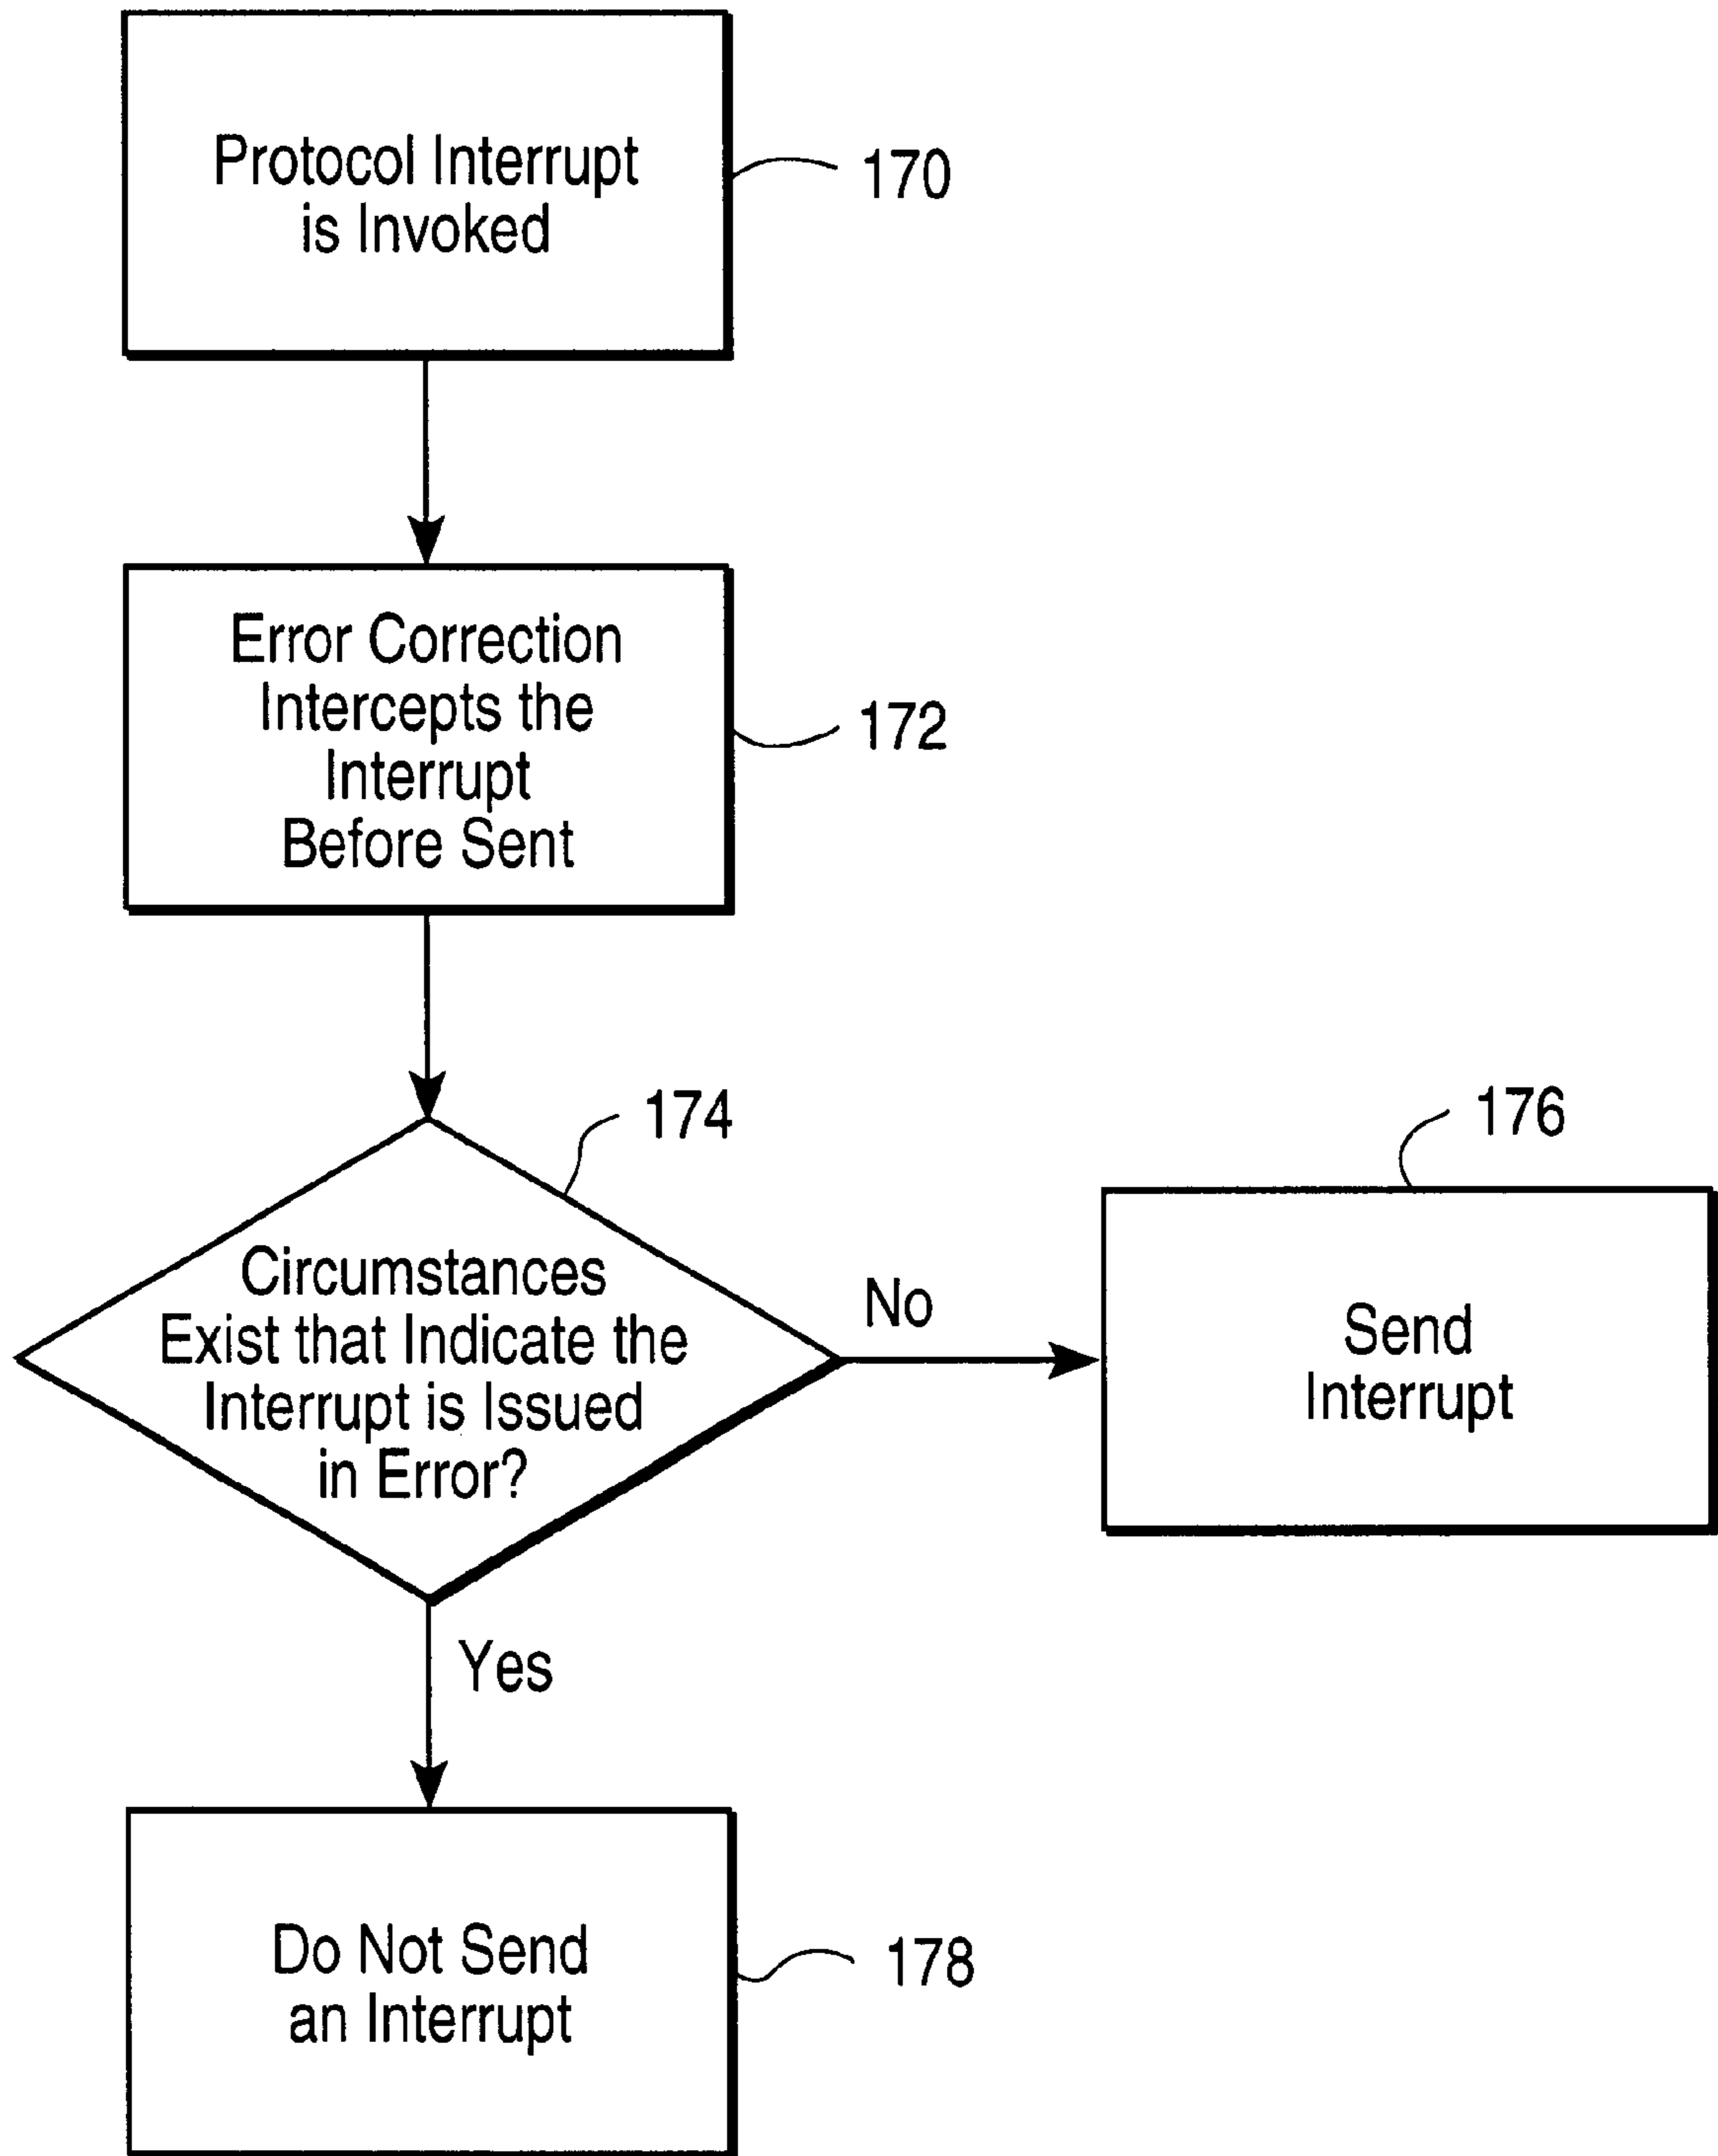 Protocol Interrupt
is Invoked
170
Error Correction
Intercepts the
Interrupt
Before Sent
172
174
Circumstances
Exist that Indicate the
Interrupt is Issued
in Error?
No
176
Send
Interrupt
Yes
Do Not Send
an Interrupt
178